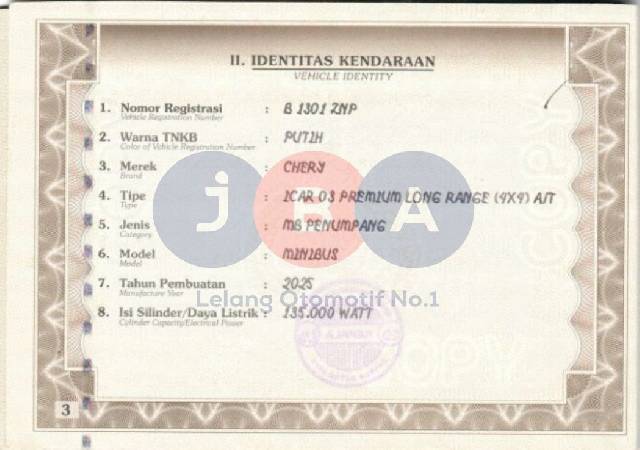 II. IDENTITAS KENDARAAN
VEHICLE IDENTITY
1. Nomor Registrasi : B 1301 ZNP
Vehicle Registration Number
2. Warna TNKB : PUTIH
Color of Vehicle Registration Number
3. Merek : CHERY
Brand
4. Tipe : ICAR 03 PREMIUM LONG RANGE (4X4) A/T
Type
5. Jenis : MB PENUMPANG
Category
6. Model : MINIBUS
Model
7. Tahun Pembuatan : 2025
Manufacture Year
8. Isi Silinder/Daya Listrik : 135.000 WATT
Cylinder Capacity/Electrical Power
JBA
Lelang Otomotif No.1
COPY
COPY
3